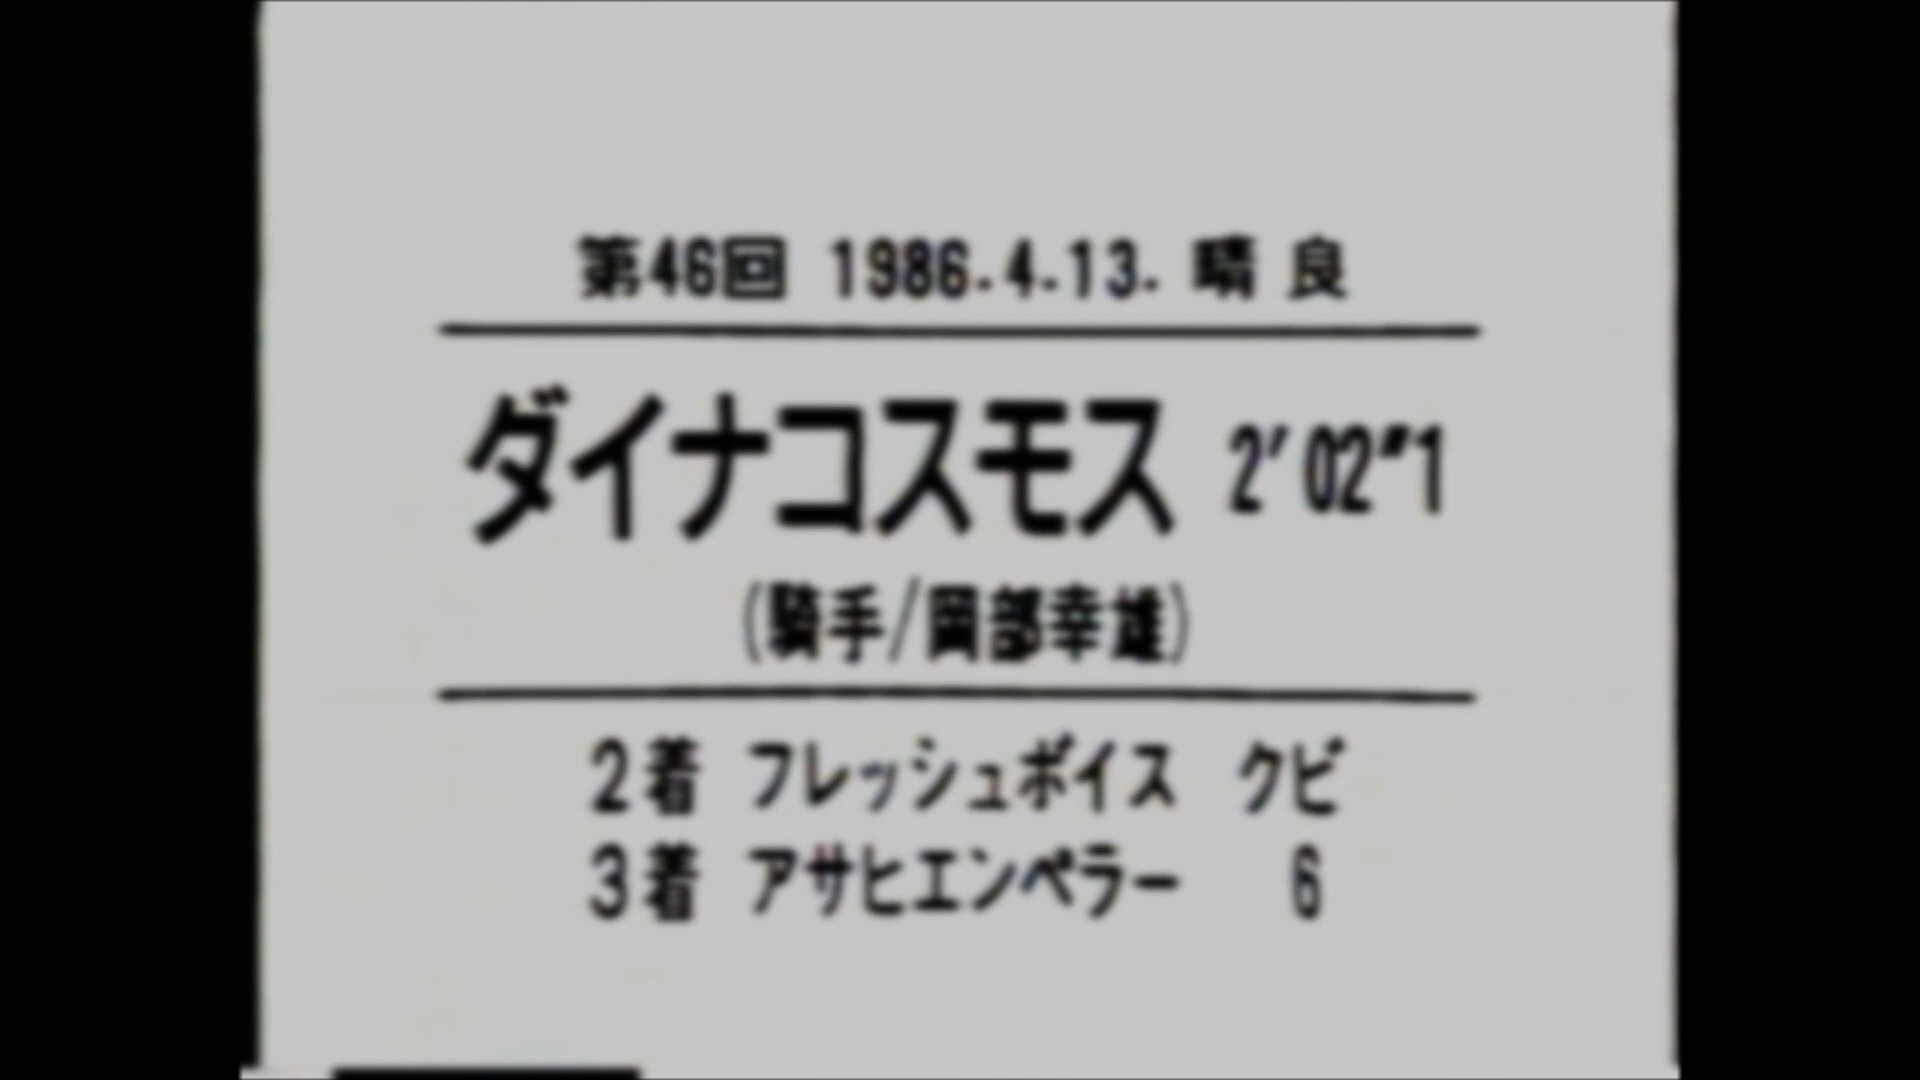 第46回 1986.4.13. 晴 良
ダイナコスモス 2'02"1
(騎手/岡部幸雄)
2着 フレッシュボイス クビ
3着 アサヒエンペラー 6